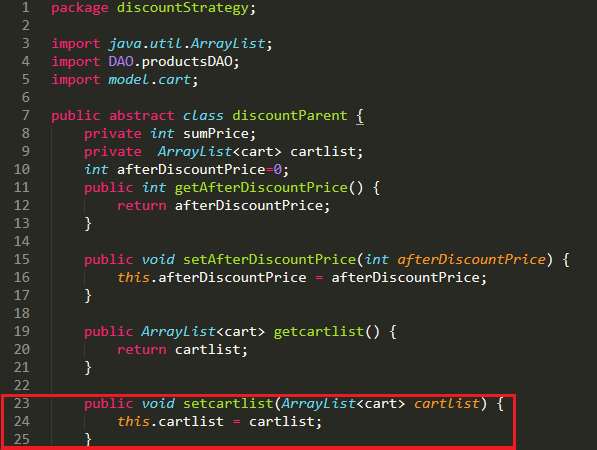 1 package discountStrategy;
2
3 import java.util.ArrayList;
4 import DAO.productsDAO;
5 import model.cart;
6
7 public abstract class discountParent {
8     private int sumPrice;
9     private  ArrayList<cart> cartlist;
10     int afterDiscountPrice=0;
11     public int getAfterDiscountPrice() {
12         return afterDiscountPrice;
13     }
14
15     public void setAfterDiscountPrice(int afterDiscountPrice) {
16         this.afterDiscountPrice = afterDiscountPrice;
17     }
18
19     public ArrayList<cart> getcartlist() {
20         return cartlist;
21     }
22
23     public void setcartlist(ArrayList<cart> cartlist) {
24         this.cartlist = cartlist;
25     }